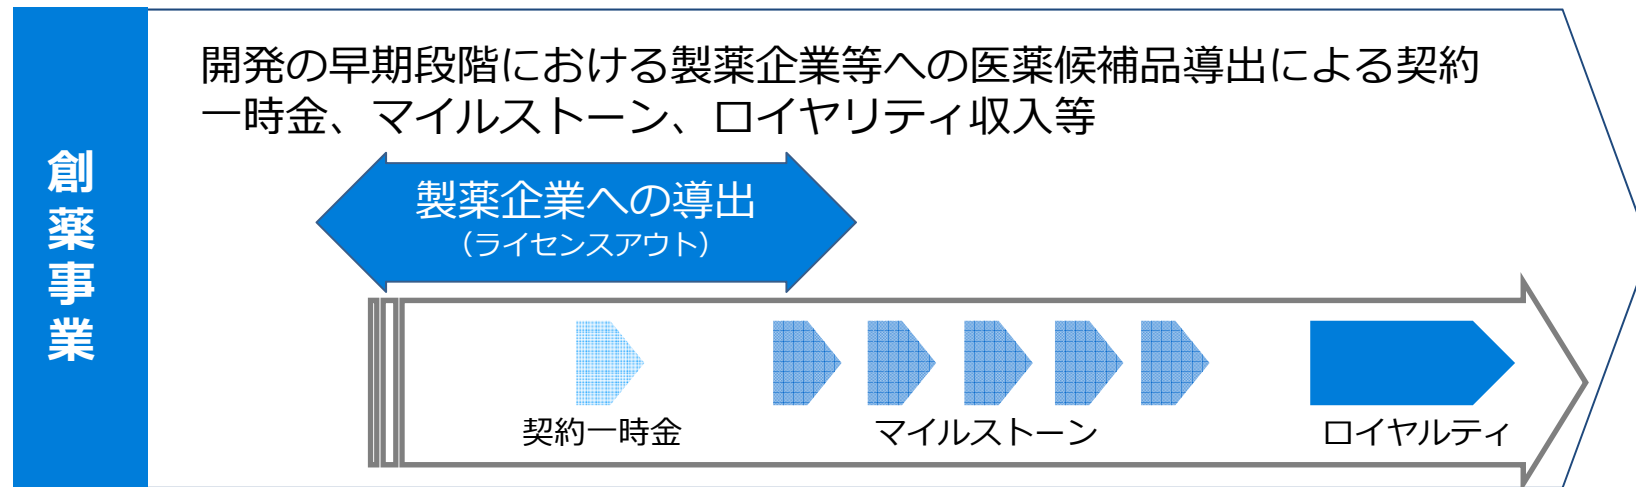 創薬事業
開発の早期段階における製薬企業等への医薬候補品導出による契約
一時金、マイルストーン、ロイヤリティ収入等
製薬企業への導出
（ライセンスアウト）
契約一時金
マイルストーン
ロイヤルティ